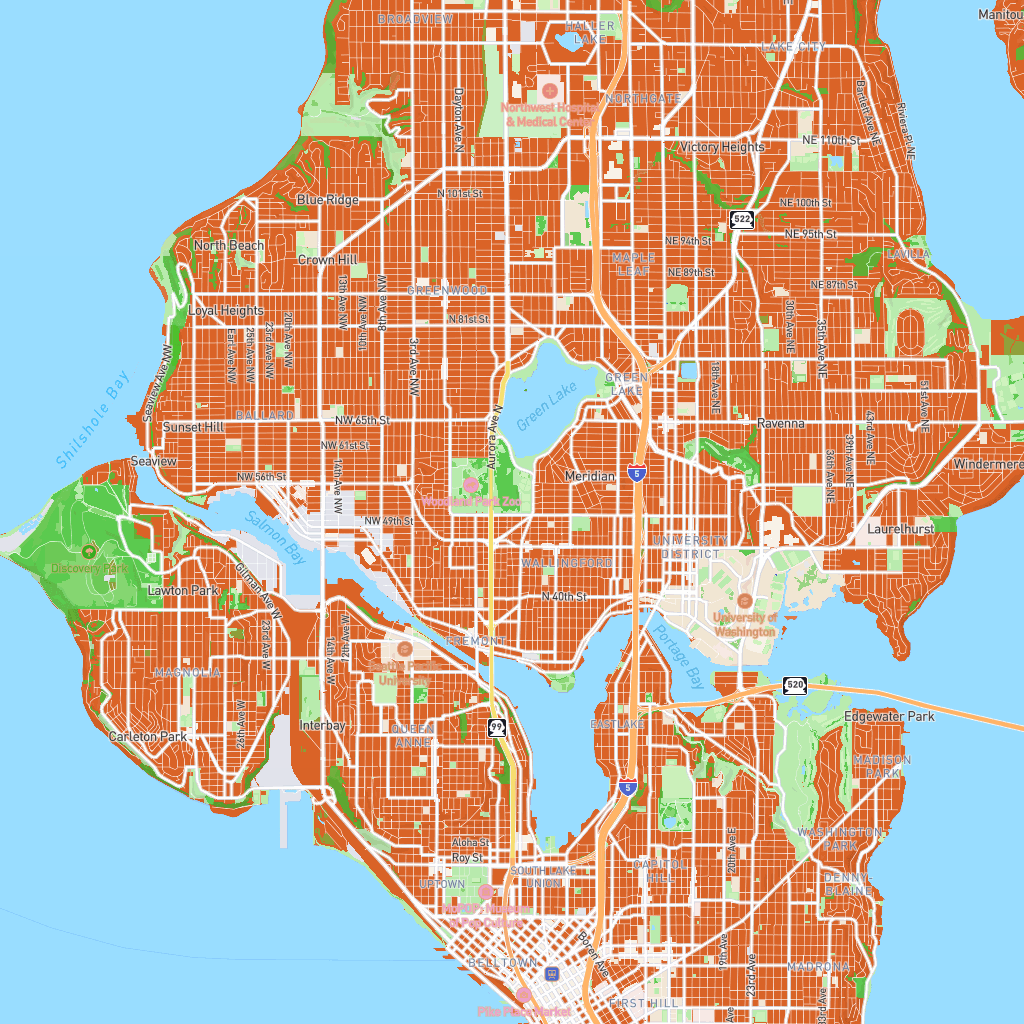 BROADVIEW
HALLER
LAKE
LAKE CITY
Manitou
Northwest Hospital
& Medical Center
NORTHGATE
Dayton Ave N
Bartlett Ave NE
Riviera Pl NE
Victory Heights
NE 110th St
N 101st St
Blue Ridge
NE 100th St
522
NE 95th St
North Beach
NE 94th St
LAVILLA
Crown Hill
MAPLE
LEAF
NE 89th St
NE 87th St
GREENWOOD
13th Ave NW
8th Ave NW
10th Ave NW
Loyal Heights
N 81st St
20th Ave NW
23rd Ave NW
25th Ave NW
Earl Ave NW
30th Ave NE
35th Ave NE
3rd Ave NW
Seaview Ave NW
GREEN
LAKE
18th Ave NE
51st Ave NE
Shilshole Bay
Green Lake
BALLARD
NW 65th St
Aurora Ave N
Ravenna
43rd Ave NE
Sunset Hill
NW 61st St
39th Ave NE
36th Ave NE
Seaview
14th Ave NW
5
Windermere
NW 56th St
Meridian
Woodland Park Zoo
Salmon Bay
NW 49th St
Laurelhurst
UNIVERSITY
DISTRICT
WALLINGFORD
Discovery Park
Gilman Ave W
Lawton Park
N 40th St
University of
Washington
23rd Ave W
14th Ave W
12th Ave W
FREMONT
Portage Bay
Seattle Pacific
University
MAGNOLIA
520
26th Ave W
Interbay
99
EASTLAKE
Edgewater Park
Carleton Park
QUEEN
ANNE
MADISON
PARK
5
WASHINGTON
PARK
Aloha St
Roy St
20th Ave E
SOUTH LAKE
UNION
CAPITOL
HILL
UPTOWN
DENNY-
BLAINE
MoPOP, Museum
of Pop Culture
Boren Ave
19th Ave
23rd Ave
BELLTOWN
MADRONA
Pike Place Market
FIRST HILL